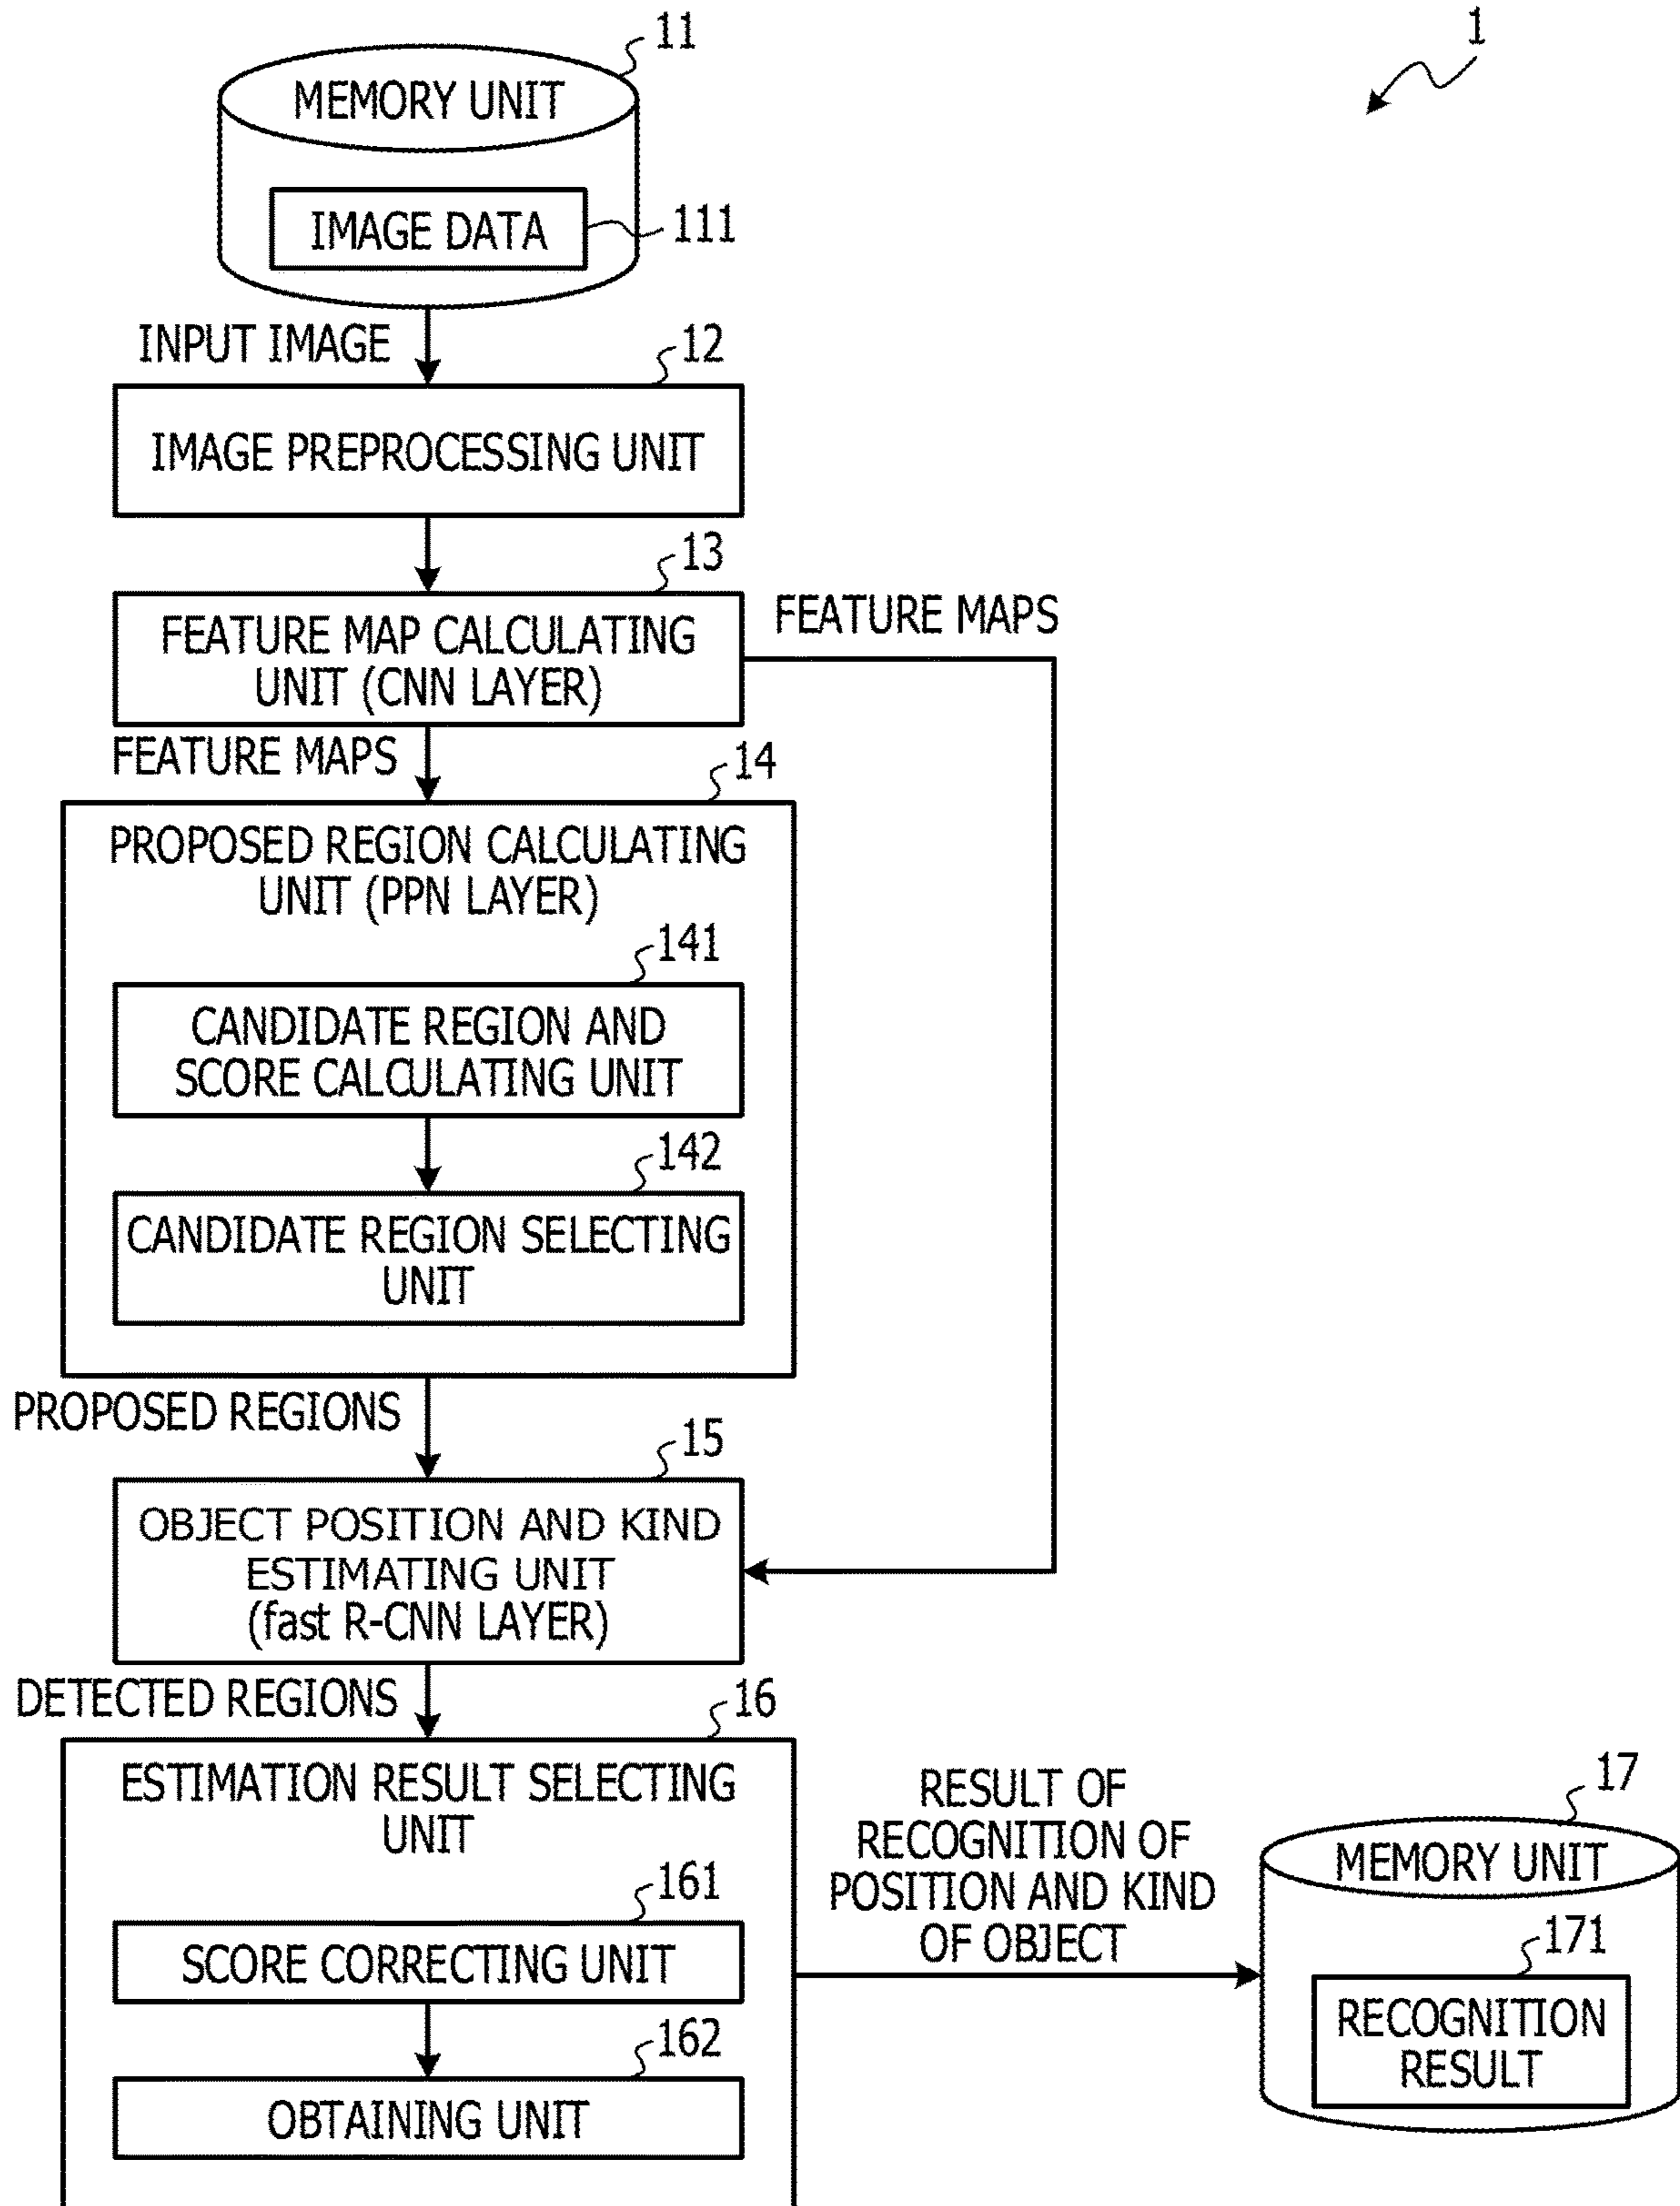 11
1
MEMORY UNIT
IMAGE DATA
111
INPUT IMAGE
12
IMAGE PREPROCESSING UNIT
13
FEATURE MAP CALCULATING
UNIT (CNN LAYER)
FEATURE MAPS
FEATURE MAPS
14
PROPOSED REGION CALCULATING
UNIT (PPN LAYER)
141
CANDIDATE REGION AND
SCORE CALCULATING UNIT
142
CANDIDATE REGION SELECTING
UNIT
PROPOSED REGIONS
15
OBJECT POSITION AND KIND
ESTIMATING UNIT
(fast R-CNN LAYER)
DETECTED REGIONS
16
ESTIMATION RESULT SELECTING
UNIT
161
SCORE CORRECTING UNIT
162
OBTAINING UNIT
RESULT OF
RECOGNITION OF
POSITION AND KIND
OF OBJECT
17
MEMORY UNIT
171
RECOGNITION
RESULT